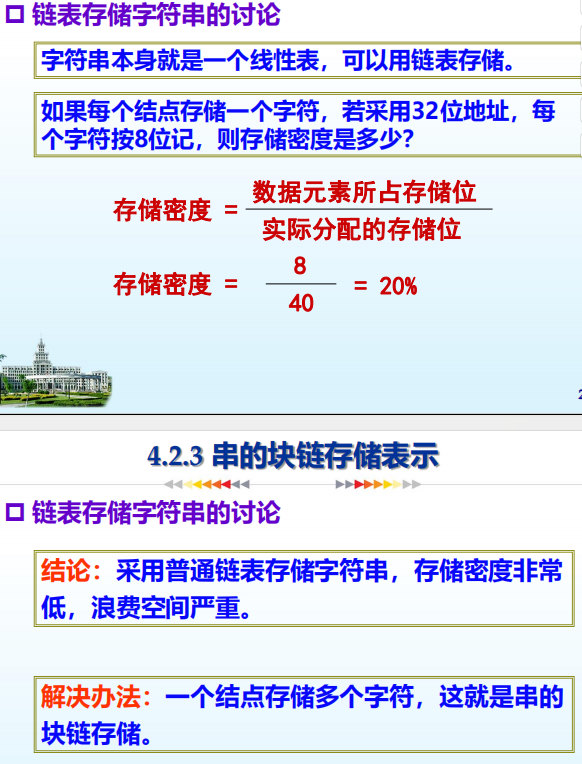 链表存储字符串的讨论
字符串本身就是一个线性表，可以用链表存储。
如果每个结点存储一个字符，若采用32位地址，每
个字符按8位记，则存储密度是多少？
存储密度 = 数据元素所占存储位
实际分配的存储位
存储密度 = 8
40
= 20%
2
4.2.3 串的块链存储表示
链表存储字符串的讨论
结论：采用普通链表存储字符串，存储密度非常
低，浪费空间严重。
解决办法：一个结点存储多个字符，这就是串的
块链存储。